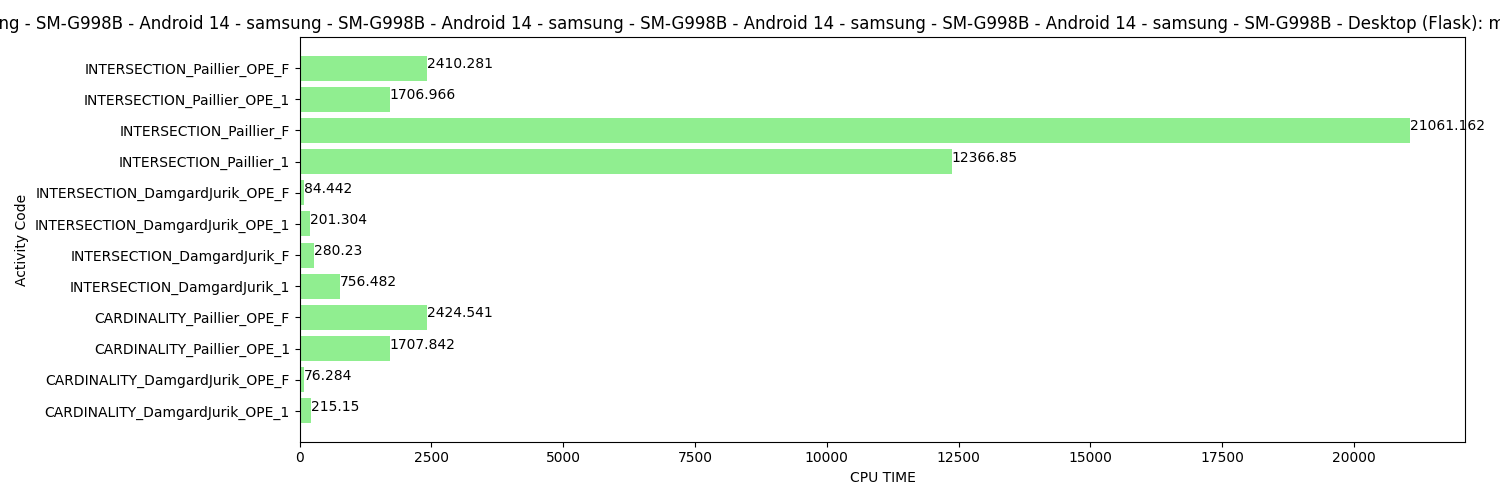 ng - SM-G998B - Android 14 - samsung - SM-G998B - Android 14 - samsung - SM-G998B - Android 14 - samsung - SM-G998B - Android 14 - samsung - SM-G998B - Desktop (Flask): m
INTERSECTION_Paillier_OPE_F 2410.281
INTERSECTION_Paillier_OPE_1 1706.966
INTERSECTION_Paillier_F 21061.162
INTERSECTION_Paillier_1 12366.85
INTERSECTION_DamgardJurik_OPE_F 84.442
INTERSECTION_DamgardJurik_OPE_1 201.304
INTERSECTION_DamgardJurik_F 280.23
INTERSECTION_DamgardJurik_1 756.482
CARDINALITY_Paillier_OPE_F 2424.541
CARDINALITY_Paillier_OPE_1 1707.842
CARDINALITY_DamgardJurik_OPE_F 76.284
CARDINALITY_DamgardJurik_OPE_1 215.15
Activity Code
0 2500 5000 7500 10000 12500 15000 17500 20000
CPU TIME